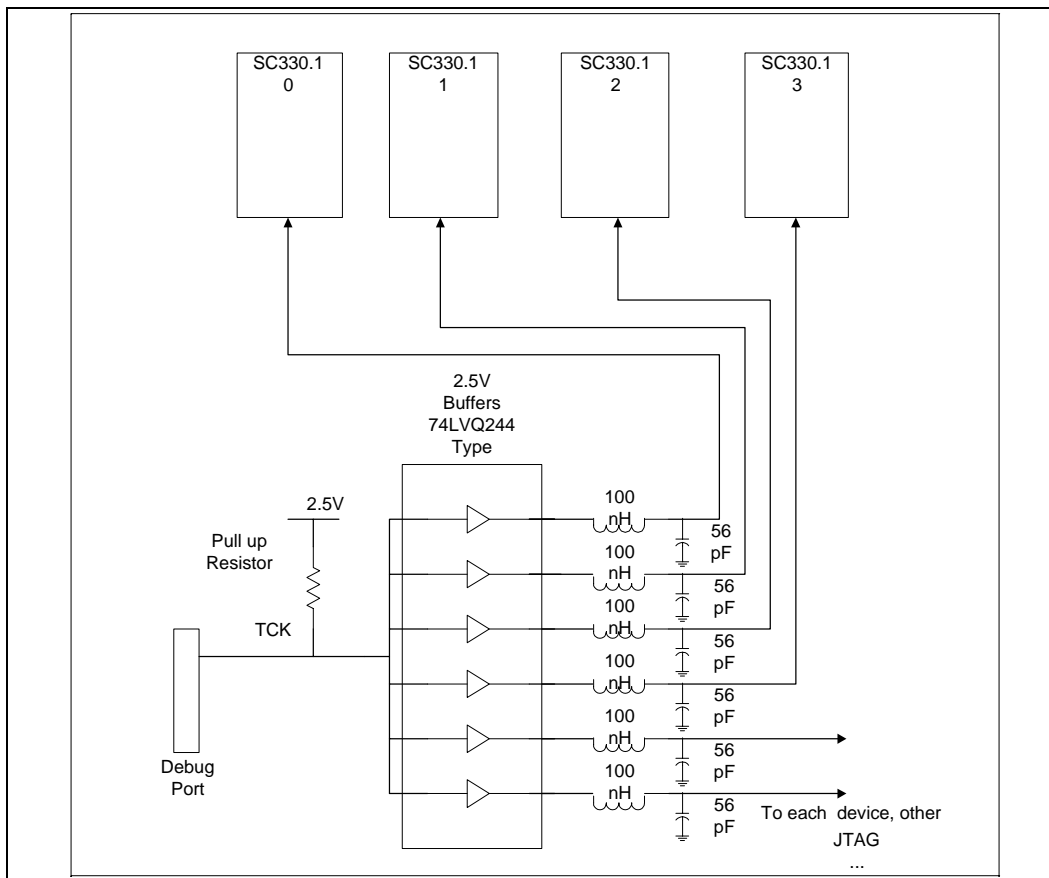 SC330.1
0
SC330.1
1
SC330.1
2
SC330.1
3
2.5V
Buffers
74LVQ244
Type
2.5V
Pull up
Resistor
TCK
Debug
Port
100
nH
56
pF
100
nH
56
pF
100
nH
56
pF
100
nH
56
pF
100
nH
56
pF
100
nH
56
pF
To each device, other
JTAG
...